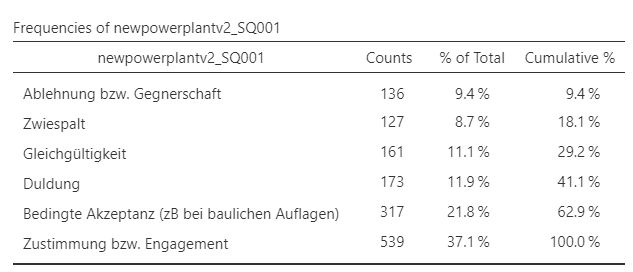 Frequencies of newpowerplantv2_SQ001
newpowerplantv2_SQ001 Counts % of Total Cumulative %
Ablehnung bzw. Gegnerschaft 136 9.4 % 9.4 %
Zwiespalt 127 8.7 % 18.1 %
Gleichgültigkeit 161 11.1 % 29.2 %
Duldung 173 11.9 % 41.1 %
Bedingte Akzeptanz (zB bei baulichen Auflagen) 317 21.8 % 62.9 %
Zustimmung bzw. Engagement 539 37.1 % 100.0 %